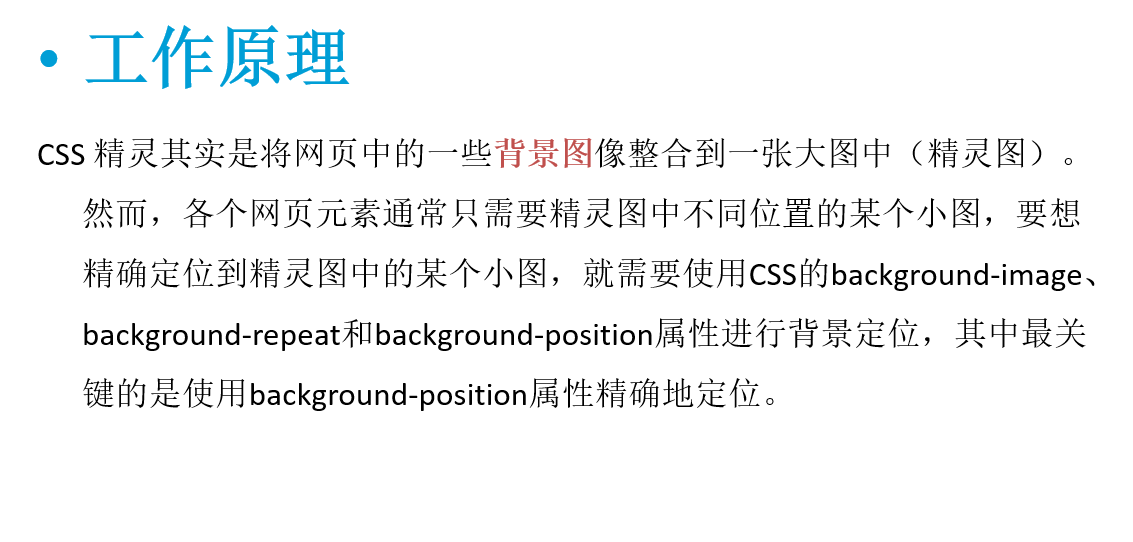 • 工作原理
CSS 精灵其实是将网页中的一些背景图像整合到一张大图中（精灵图）。
然而，各个网页元素通常只需要精灵图中不同位置的某个小图，要想
精确定位到精灵图中的某个小图，就需要使用CSS的background-image、
background-repeat和background-position属性进行背景定位，其中最关
键的是使用background-position属性精确地定位。